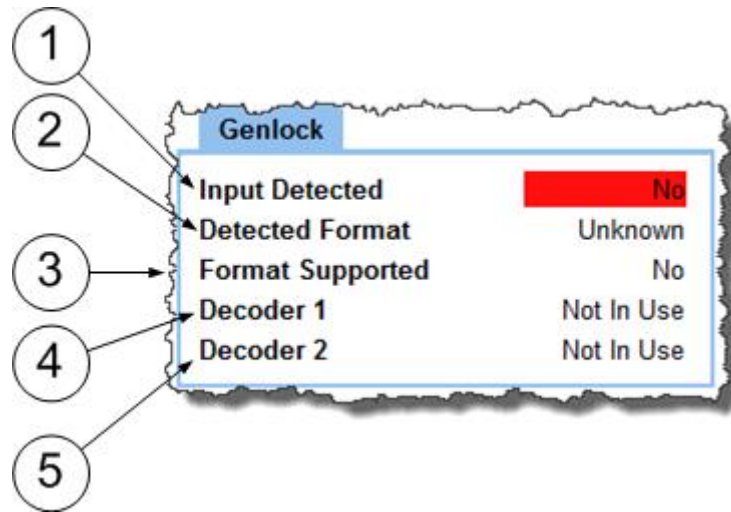 1
2
3
4
5
Genlock
Input Detected No
Detected Format Unknown
Format Supported No
Decoder 1 Not In Use
Decoder 2 Not In Use